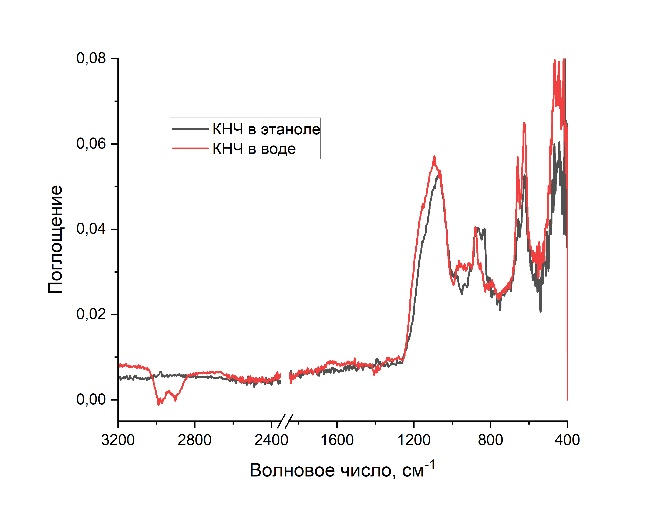 0,08
0,06
0,04
0,02
0,00
Поглощение
КНЧ в этаноле
КНЧ в воде
3200 2800 2400 1600 1200 800 400
Волновое число, см-1